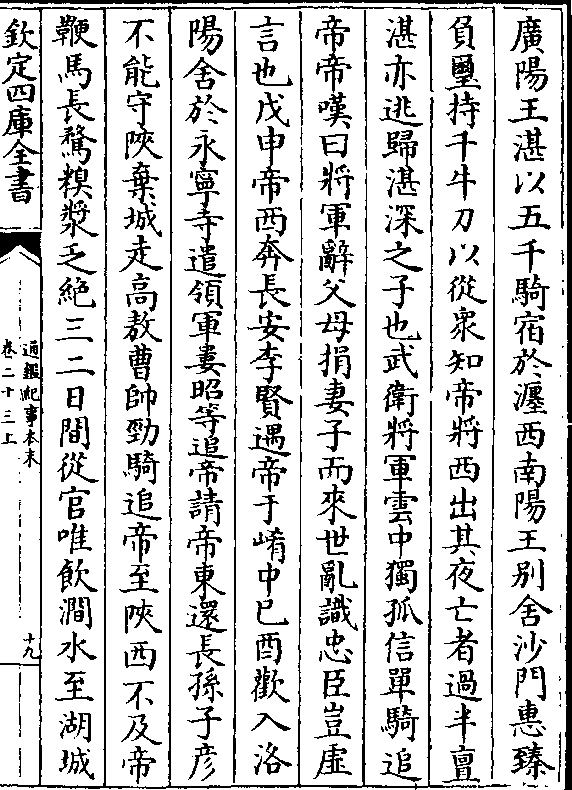 廣陽王湛以五千騎宿於瀍西南陽王别舍沙門惠臻
負璽持千牛刀以從衆知帝將西出其夜亡者過半亶
湛亦逃歸湛深之子也武衛將軍雲中獨孤信單騎追
帝帝嘆曰將軍辭父母捐妻子而來世亂識忠臣豈虛
言也戊申帝西奔長安李賢遇帝于崤中己酉歡入洛
陽舍於永寧寺遣領軍婁昭等追帝請帝東還長孫子彦
不能守陜棄城走高敖曹帥勁騎追帝至陜西不及帝
鞭馬長騖糗漿乏絶三二日間從官唯飲澗水至湖城
欽定四庫全書
通鑑紀事本末
卷二十三上
十九